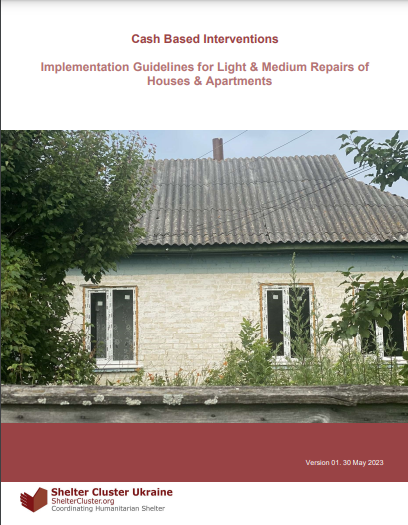 Cash Based Interventions
Implementation Guidelines for Light & Medium Repairs of
Houses & Apartments
Version 01. 30 May 2023
Shelter Cluster Ukraine
ShelterCluster.org
Coordinating Humanitarian Shelter